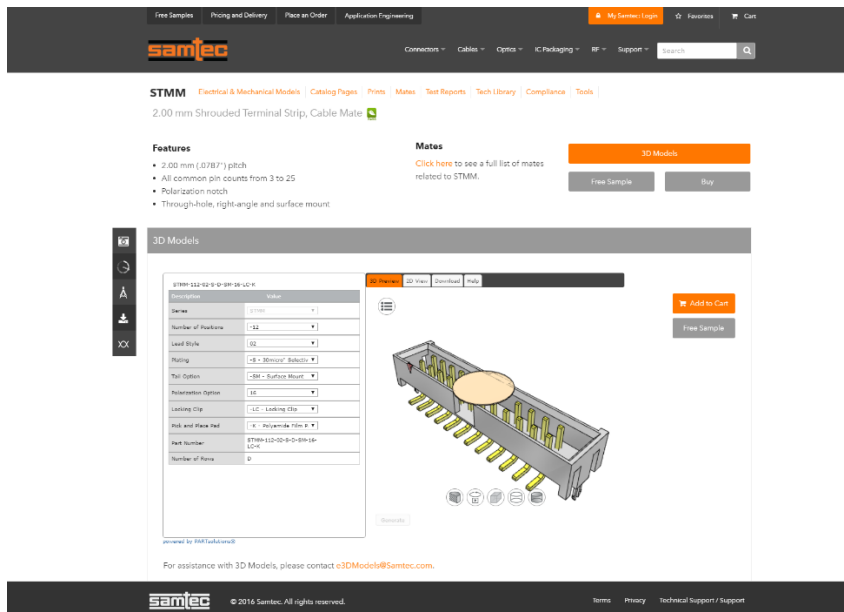 Free Samples Pricing and Delivery Place an Order Application Engineering My Samtec Login Favorites Cart
samtec
Connectors Cables Optics IC Packaging RF Support Search
STMM Electrical & Mechanical Models Catalog Pages Prints Mates Test Reports Tech Library Compliance Tools
2.00 mm Shrouded Terminal Strip, Cable Mate
Features
• 2.00 mm (.0787") pitch
• All common pin counts from 3 to 25
• Polarization notch
• Through-hole, right-angle and surface mount
Mates
Click here to see a full list of mates
related to STMM.
3D Models
Free Sample Buy
3D Models
STMM-112-02-S-D-SM-16-LC-K
Description Value
Series STMM
Number of Positions -12
Lead Style 02
Plating -S - 30micro" Selectiv
Tail Option -SM - Surface Mount
Polarization Option 16
Locking Clip -LC - Locking Clip
Pick and Place Pad -K - Polyamide Film P
Part Number STMM-112-02-S-D-SM-16-
LC-K
Number of Rows D
powered by PARTsolutions®
3D Preview 2D View Download Help
Generate
Add to Cart
Free Sample
For assistance with 3D Models, please contact e3DModels@Samtec.com.
samtec © 2016 Samtec. All rights reserved. Terms Privacy Technical Support / Support